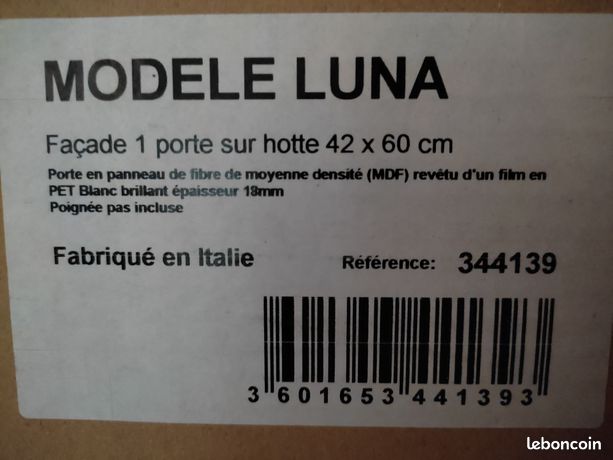 MODELE LUNA
Façade 1 porte sur hotte 42 x 60 cm
Porte en panneau de fibre de moyenne densité (MDF) revêtu d'un film en
PET Blanc brillant épaisseur 18mm
Poignée pas incluse
Fabriqué en Italie Référence: 344139
3 601653 441393
leboncoin